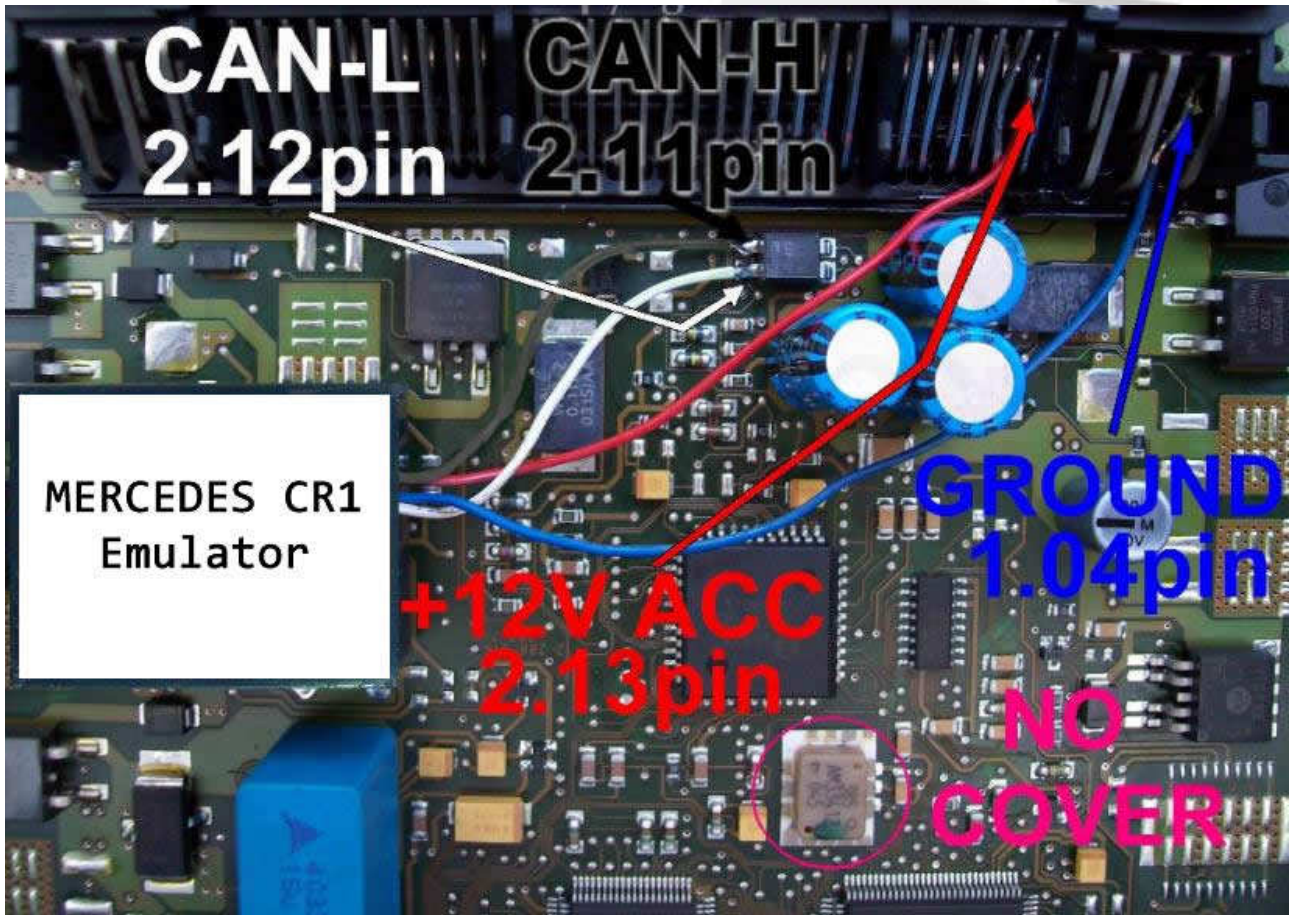 CAN-L
2.12pin
CAN-H
2.11pin
MERCEDES CR1
Emulator
GROUND
1.04pin
+12V ACC
2.13pin
NO
COVER